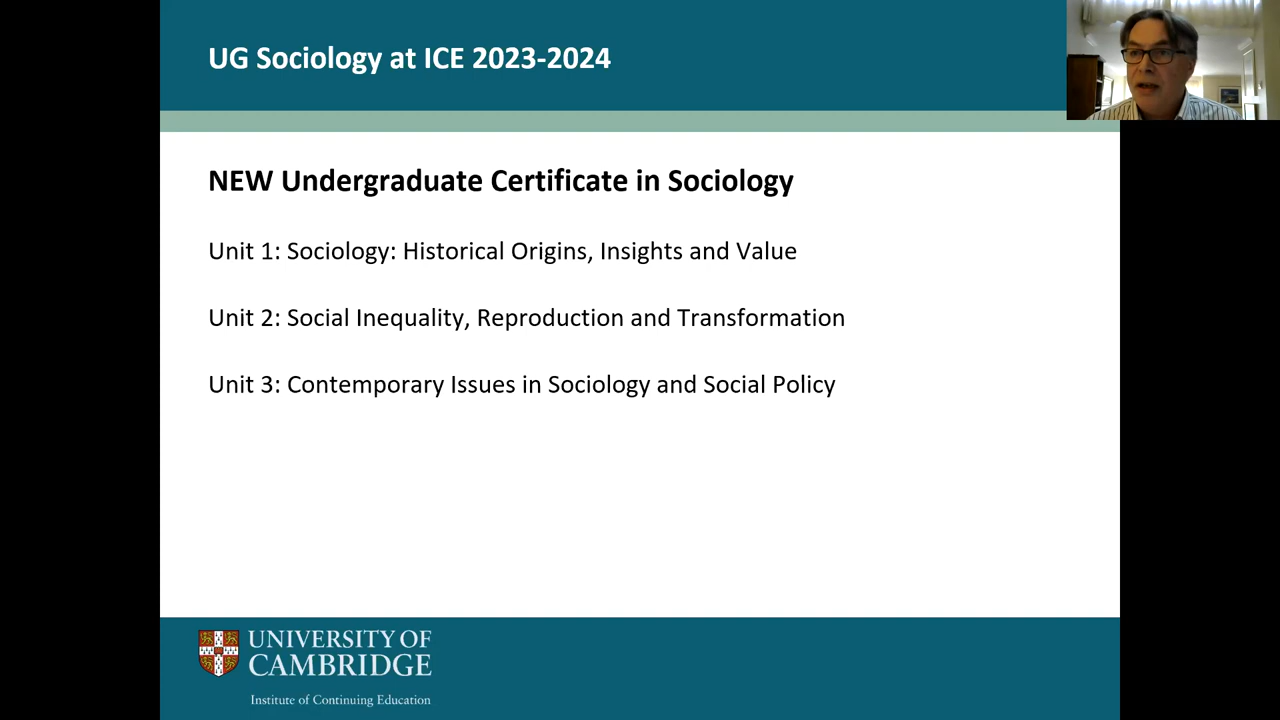 UG Sociology at ICE 2023-2024
NEW Undergraduate Certificate in Sociology
Unit 1: Sociology: Historical Origins, Insights and Value
Unit 2: Social Inequality, Reproduction and Transformation
Unit 3: Contemporary Issues in Sociology and Social Policy
UNIVERSITY OF
CAMBRIDGE
Institute of Continuing Education